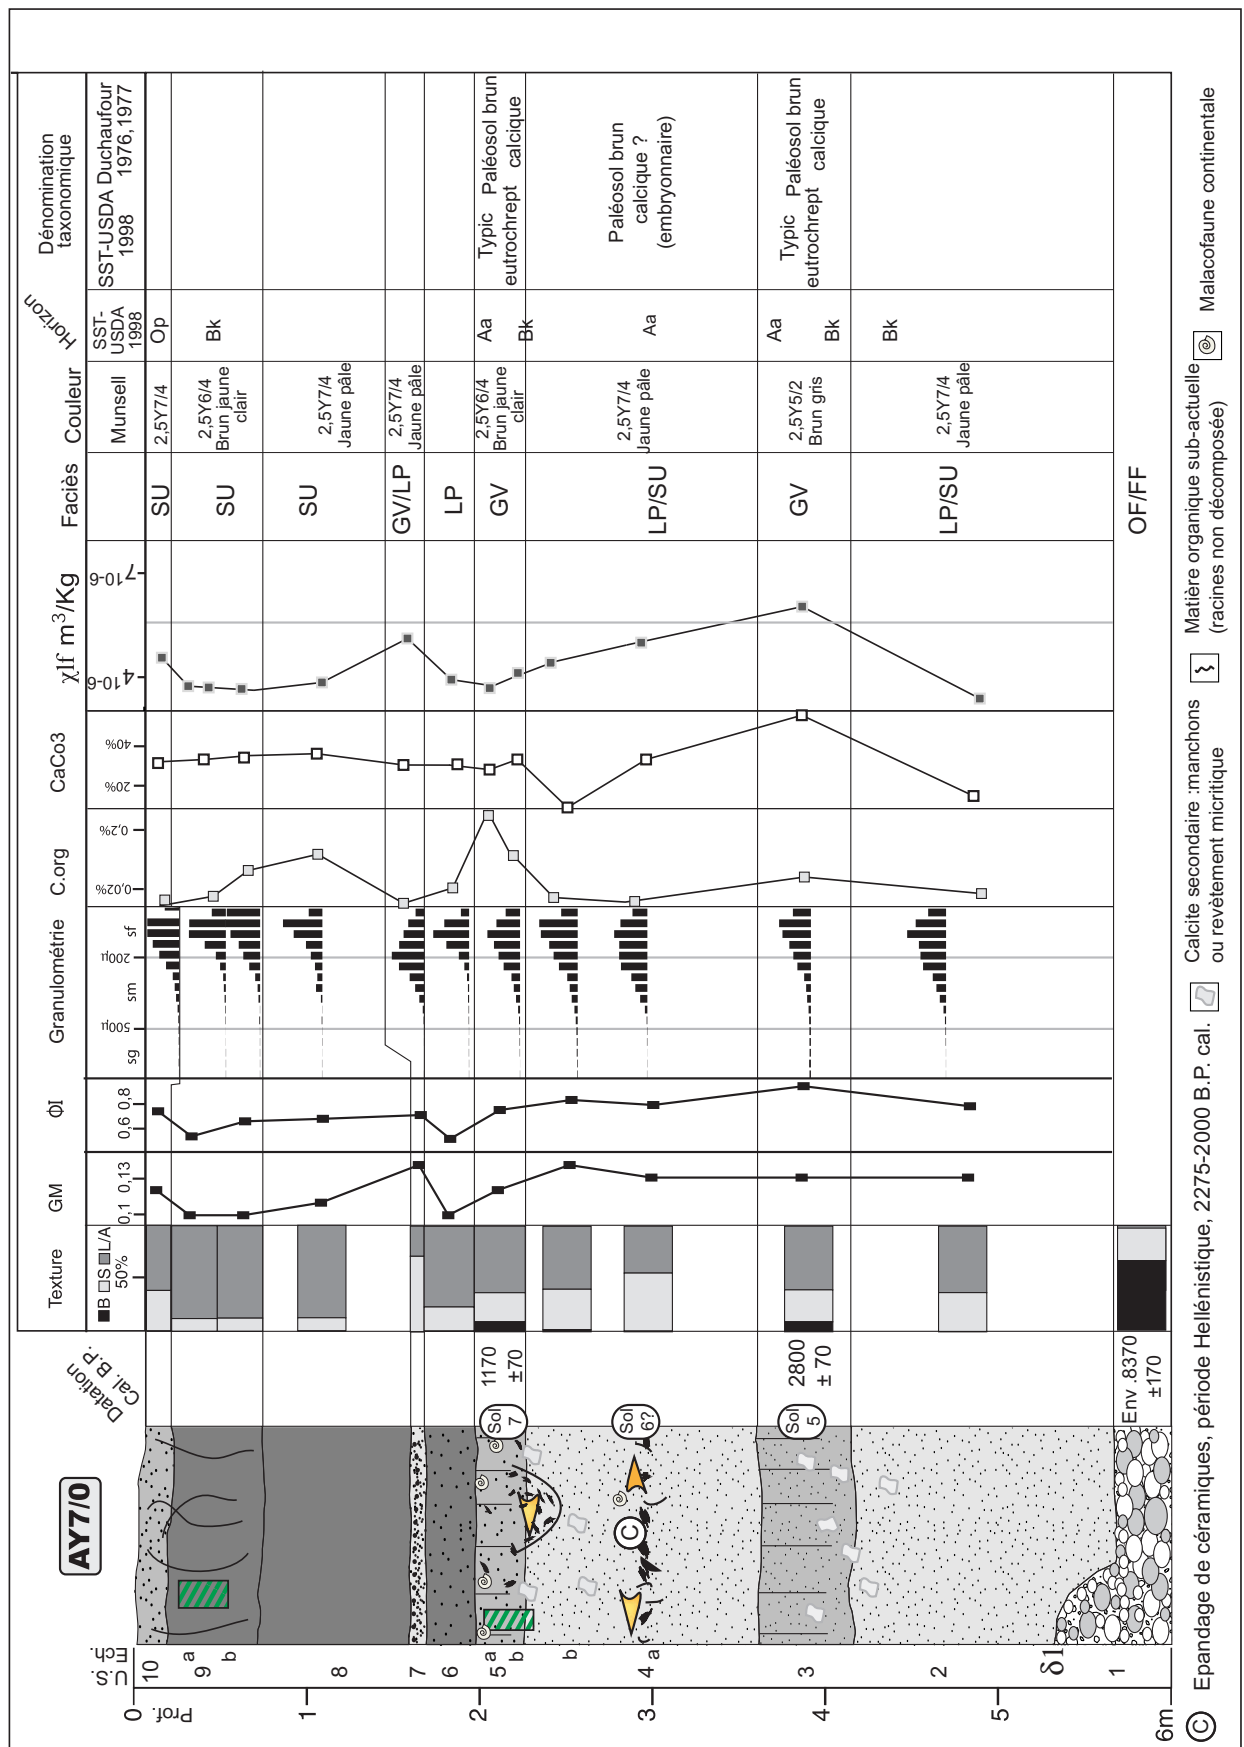 AY7/0
Dénomination
taxonomique
Horizon
Couleur
Faciès
χlf m³/Kg
CaCo3
C.org
Granulométrie
ΦI
GM
Texture
Datation
Cal. B.P.
Ech.
U.S.
Prof.
SST-USDA Duchaufour
1998 1976,1977
SST-
USDA
1998
Munsell
4 10-6
7 10-6
20%
40%
0,02%
0,2%
sg
500µ
sm
200µ
sf
0,6 0,8
0,1 0,13
B S L/A
50%
0
1
2
3
4
5
6m
10
SU
2,5Y7/4
Op
9
a
b
SU
2,5Y6/4
Brun jaune
clair
Bk
8
SU
2,5Y7/4
Jaune pâle
7
GV/LP
2,5Y7/4
Jaune pâle
6
LP
5
a
b
Sol
7
1170
±70
GV
2,5Y6/4
Brun jaune
clair
Aa
Bk
Typic
eutrochrept
Paléosol brun
calcique
b
4
a
C
Sol
6?
LP/SU
2,5Y7/4
Jaune pâle
Aa
Paléosol brun
calcique ?
(embryonnaire)
3
Sol
5
2800
± 70
GV
2,5Y5/2
Brun gris
Aa
Bk
Typic
eutrochrept
Paléosol brun
calcique
2
LP/SU
2,5Y7/4
Jaune pâle
Bk
δ1
1
Env .8370
±170
OF/FF
C Epandage de céramiques, période Hellénistique, 2275-2000 B.P. cal.
Calcite secondaire :manchons
ou revètement micritique
Matière organique sub-actuelle
(racines non décomposée)
Malacofaune continentale